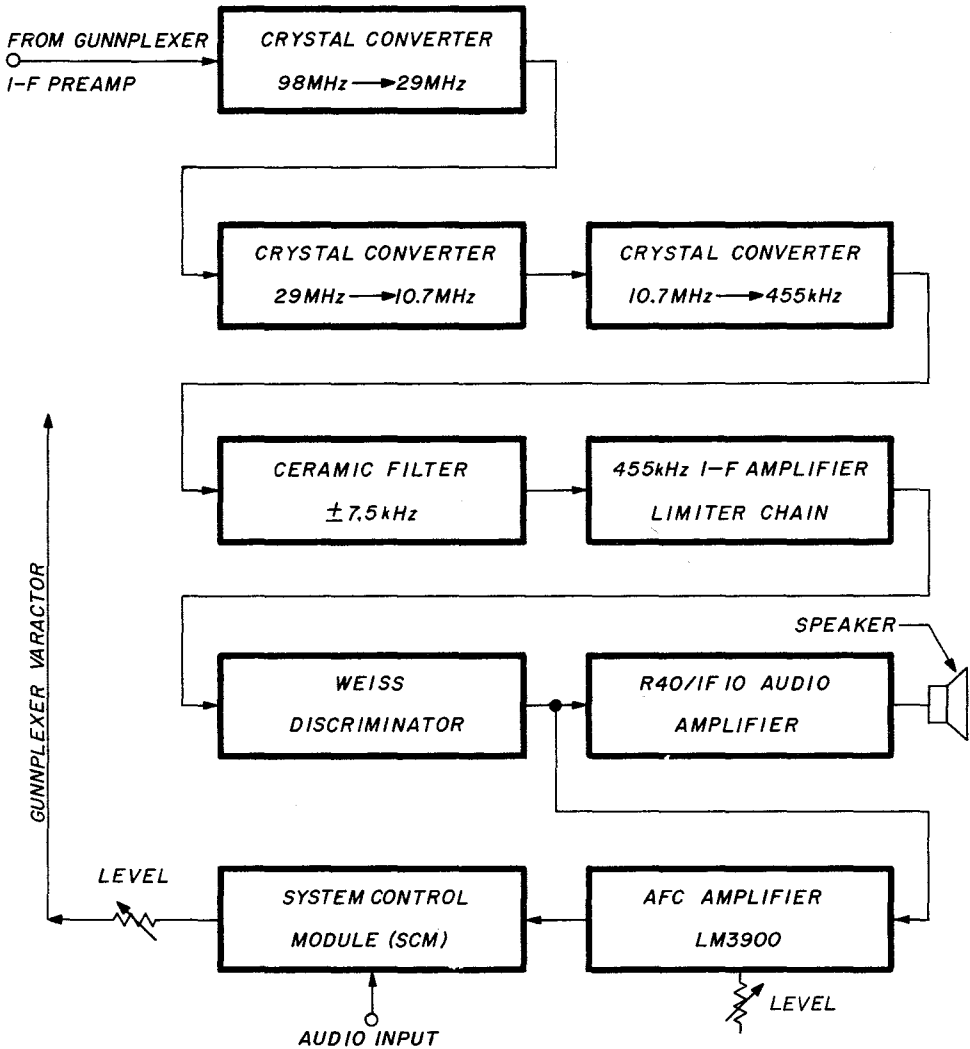 FROM GUNNPLEXER
I-F PREAMP
CRYSTAL CONVERTER
98MHz→29MHz
CRYSTAL CONVERTER
29MHz→10.7MHz
CRYSTAL CONVERTER
10.7MHz→455kHz
CERAMIC FILTER
±7.5kHz
455kHz I-F AMPLIFIER
LIMITER CHAIN
GUNNPLEXER VARACTOR
WEISS
DISCRIMINATOR
R40/IF10 AUDIO
AMPLIFIER
SPEAKER
LEVEL
SYSTEM CONTROL
MODULE (SCM)
AUDIO INPUT
AFC AMPLIFIER
LM3900
LEVEL